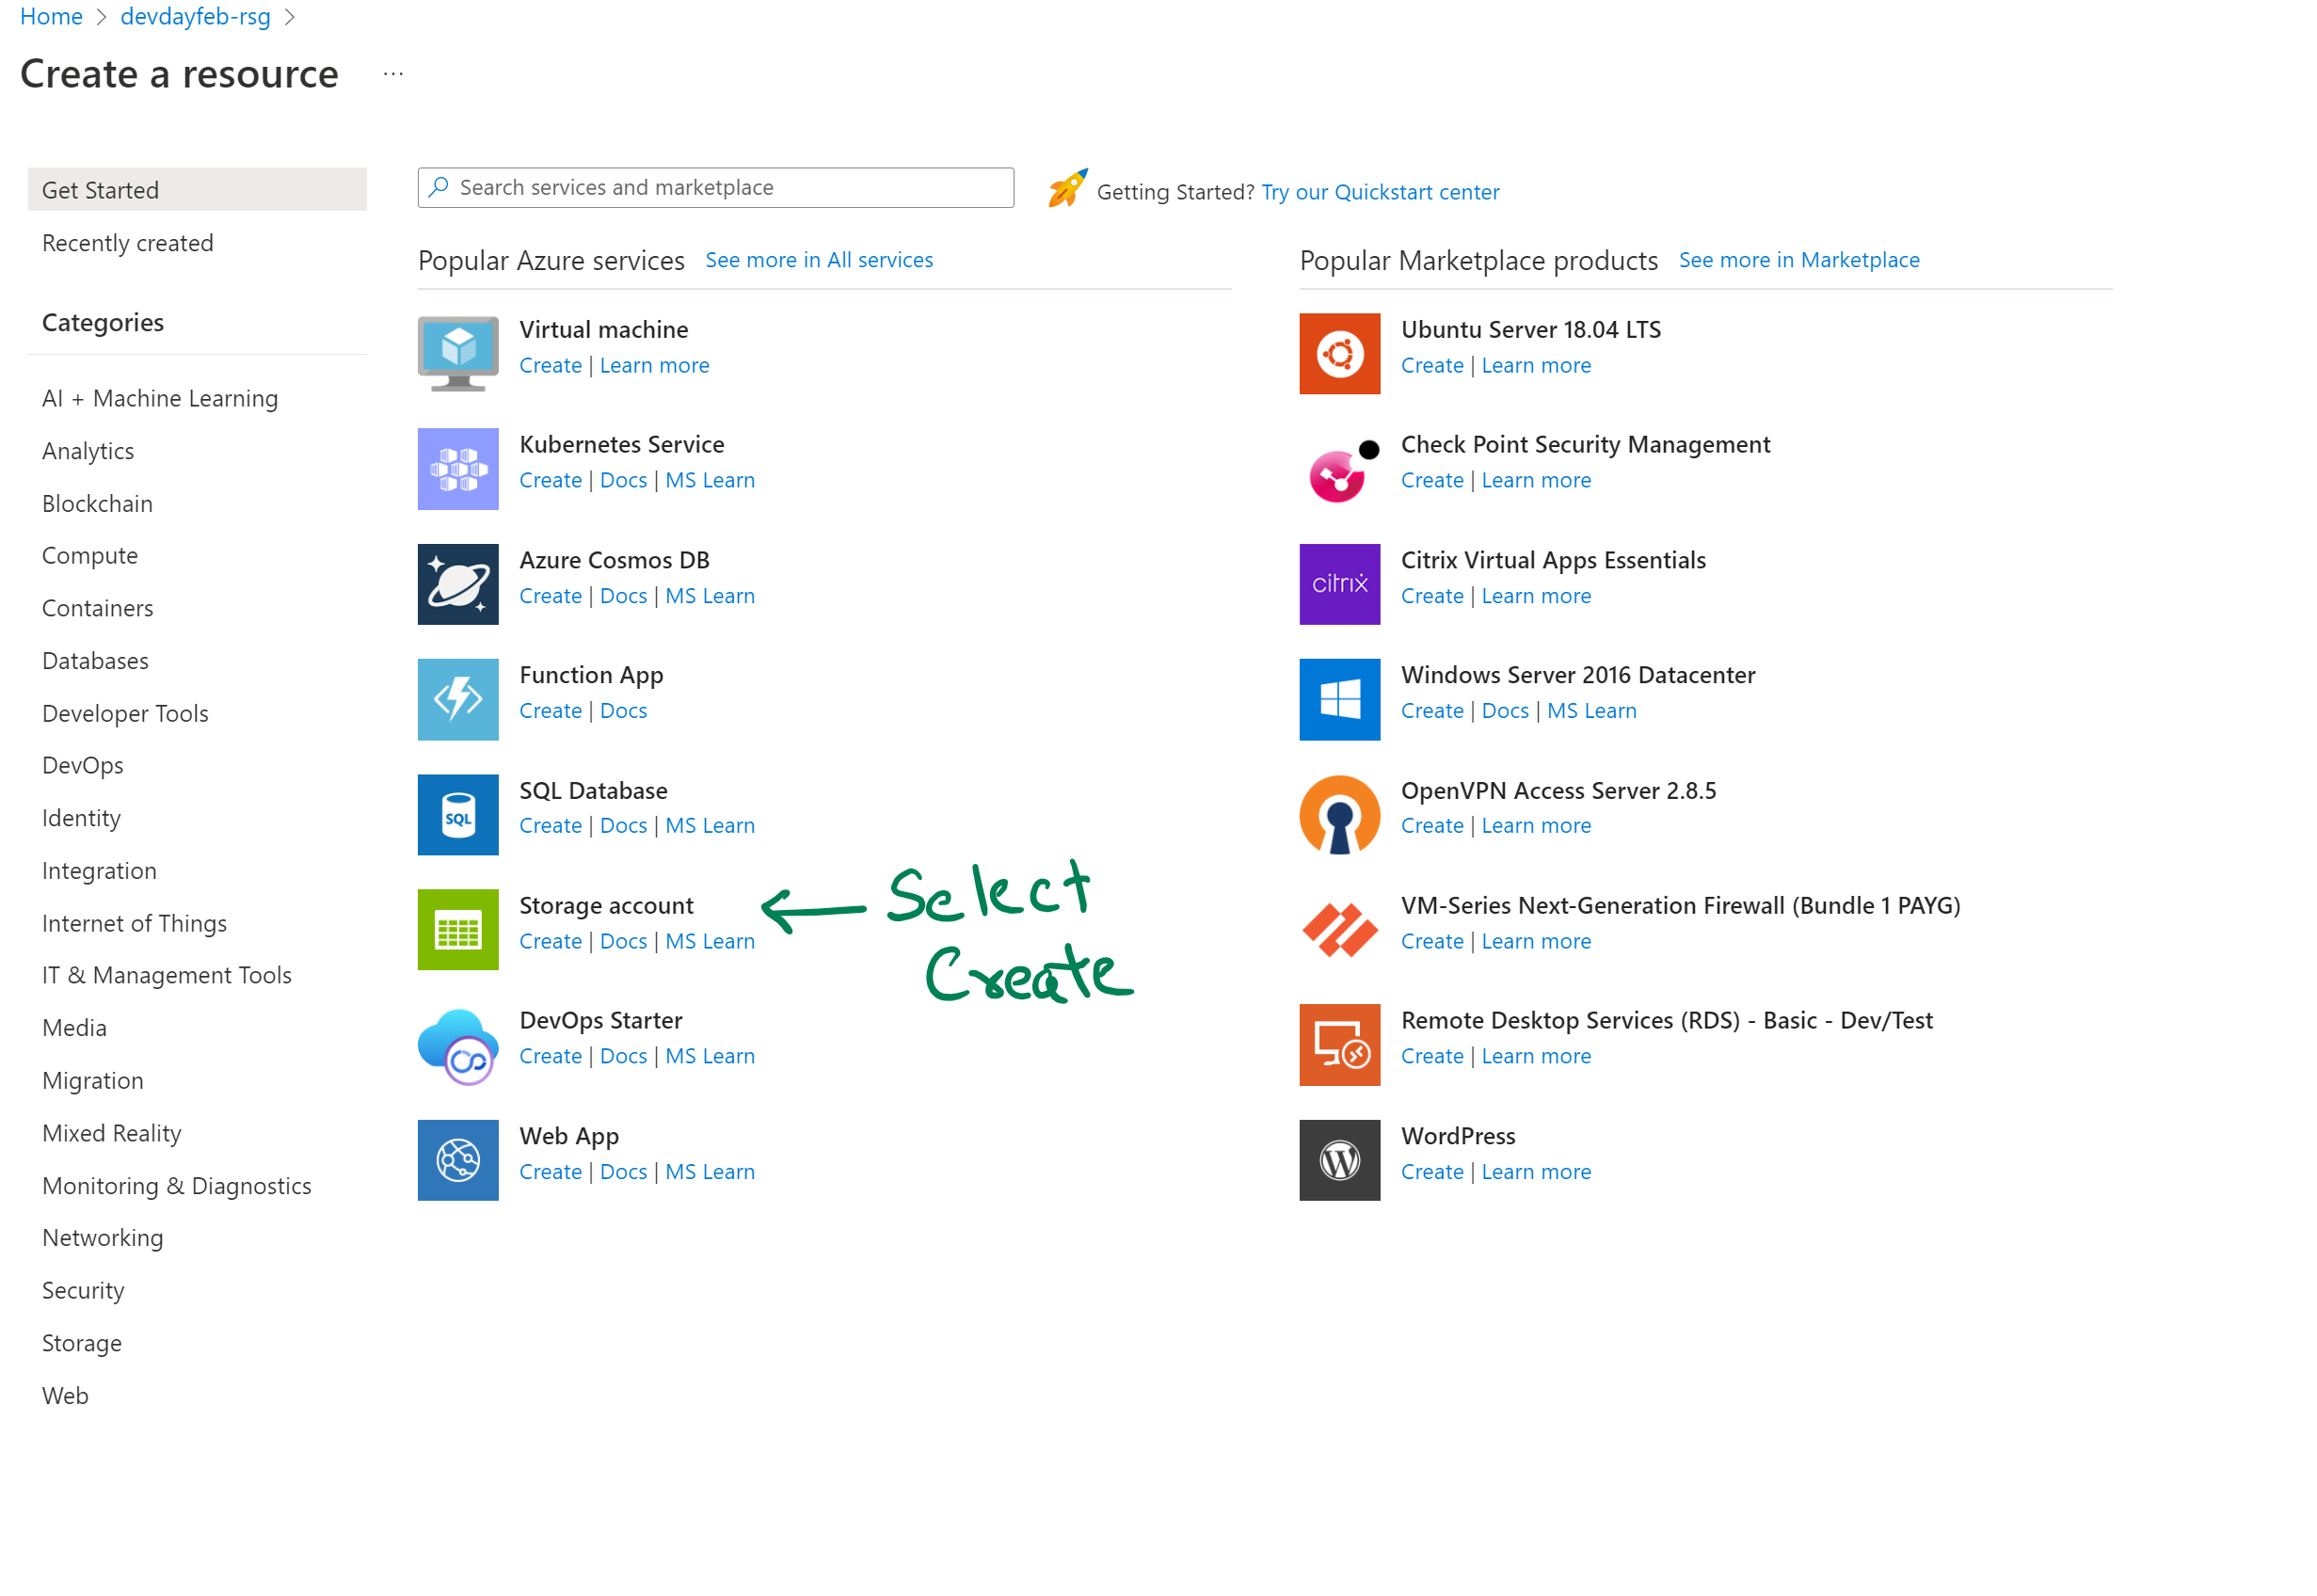 Home > devdayfeb-rsg >
Create a resource ...
Get Started
Recently created
Categories
AI + Machine Learning
Analytics
Blockchain
Compute
Containers
Databases
Developer Tools
DevOps
Identity
Integration
Internet of Things
IT & Management Tools
Media
Migration
Mixed Reality
Monitoring & Diagnostics
Networking
Security
Storage
Web
Search services and marketplace
Getting Started? Try our Quickstart center
Popular Azure services See more in All services
Virtual machine
Create | Learn more
Kubernetes Service
Create | Docs | MS Learn
Azure Cosmos DB
Create | Docs | MS Learn
Function App
Create | Docs
SQL
SQL Database
Create | Docs | MS Learn
Storage account
Create | Docs | MS Learn
Select
Create
DevOps Starter
Create | Docs | MS Learn
Web App
Create | Docs | MS Learn
Popular Marketplace products See more in Marketplace
Ubuntu Server 18.04 LTS
Create | Learn more
Check Point Security Management
Create | Learn more
citrix
Citrix Virtual Apps Essentials
Create | Learn more
Windows Server 2016 Datacenter
Create | Docs | MS Learn
OpenVPN Access Server 2.8.5
Create | Learn more
VM-Series Next-Generation Firewall (Bundle 1 PAYG)
Create | Learn more
Remote Desktop Services (RDS) - Basic - Dev/Test
Create | Learn more
WordPress
Create | Learn more